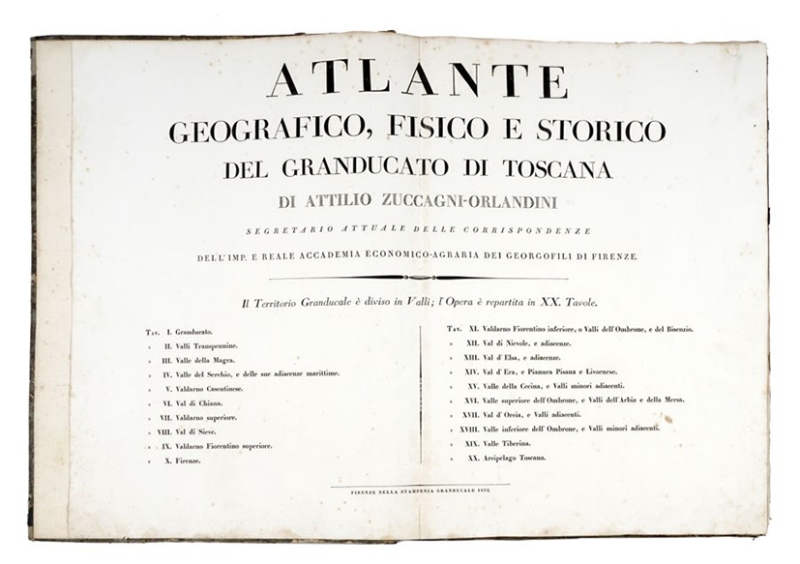 ATLANTE
GEOGRAFICO, FISICO E STORICO
DEL GRANDUCATO DI TOSCANA
DI ATTILIO ZUCCAGNI-ORLANDINI
SEGRETARIO ATTUALE DELLE CORRISPONDENZE
DELL'IMP. E REALE ACCADEMIA ECONOMICO-AGRARIA DEI GEORGOFILI DI FIRENZE.
Il Territorio Granducale è diviso in Valli; l'Opera è repartita in XX. Tavole.
Tav. I. Granducato.
» II. Valli Transpennine.
» III. Valle della Magra.
» IV. Valle del Serchio, e delle sue adiacenze marittime.
» V. Valdarno Casentinese.
» VI. Val di Chiana.
» VII. Valdarno superiore.
» VIII. Val di Sieve.
» IX. Valdarno Fiorentino superiore.
» X. Firenze.
Tav. XI. Valdarno Fiorentino inferiore, o Valli dell'Ombrone, e del Bisenzio.
» XII. Val di Nievole, e adiacenze.
» XIII. Val d'Elsa, e adiacenze.
» XIV. Val d'Era, e Pianura Pisana e Livornese.
» XV. Valle della Cecina, e Valli minori adiacenti.
» XVI. Valle superiore dell'Ombrone, e Valli dell'Arbia e della Mersa.
» XVII. Val d'Orcia, e Valli adiacenti.
» XVIII. Valle inferiore dell'Ombrone, e Valli minori adiacenti.
» XIX. Valle Tiberina.
» XX. Arcipelago Toscano.
FIRENZE NELLA STAMPERIA GRANDUCALE